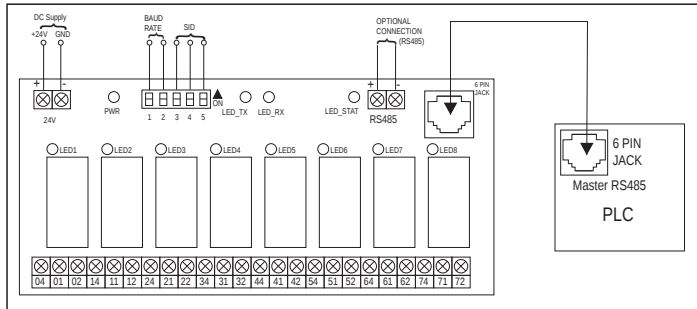 DC Supply
+24V GND
BAUD
RATE
SID
OPTIONAL
CONNECTION
(RS485)
+ -
24V
PWR
1 2 3 4 5
ON
LED_TX
LED_RX
LED_STAT
+ -
RS485
6 PIN
JACK
6 PIN
JACK
Master RS485
PLC
LED1 LED2 LED3 LED4 LED5 LED6 LED7 LED8
04 01 02 14 11 12 24 21 22 34 31 32 44 41 42 54 51 52 64 61 62 74 71 72